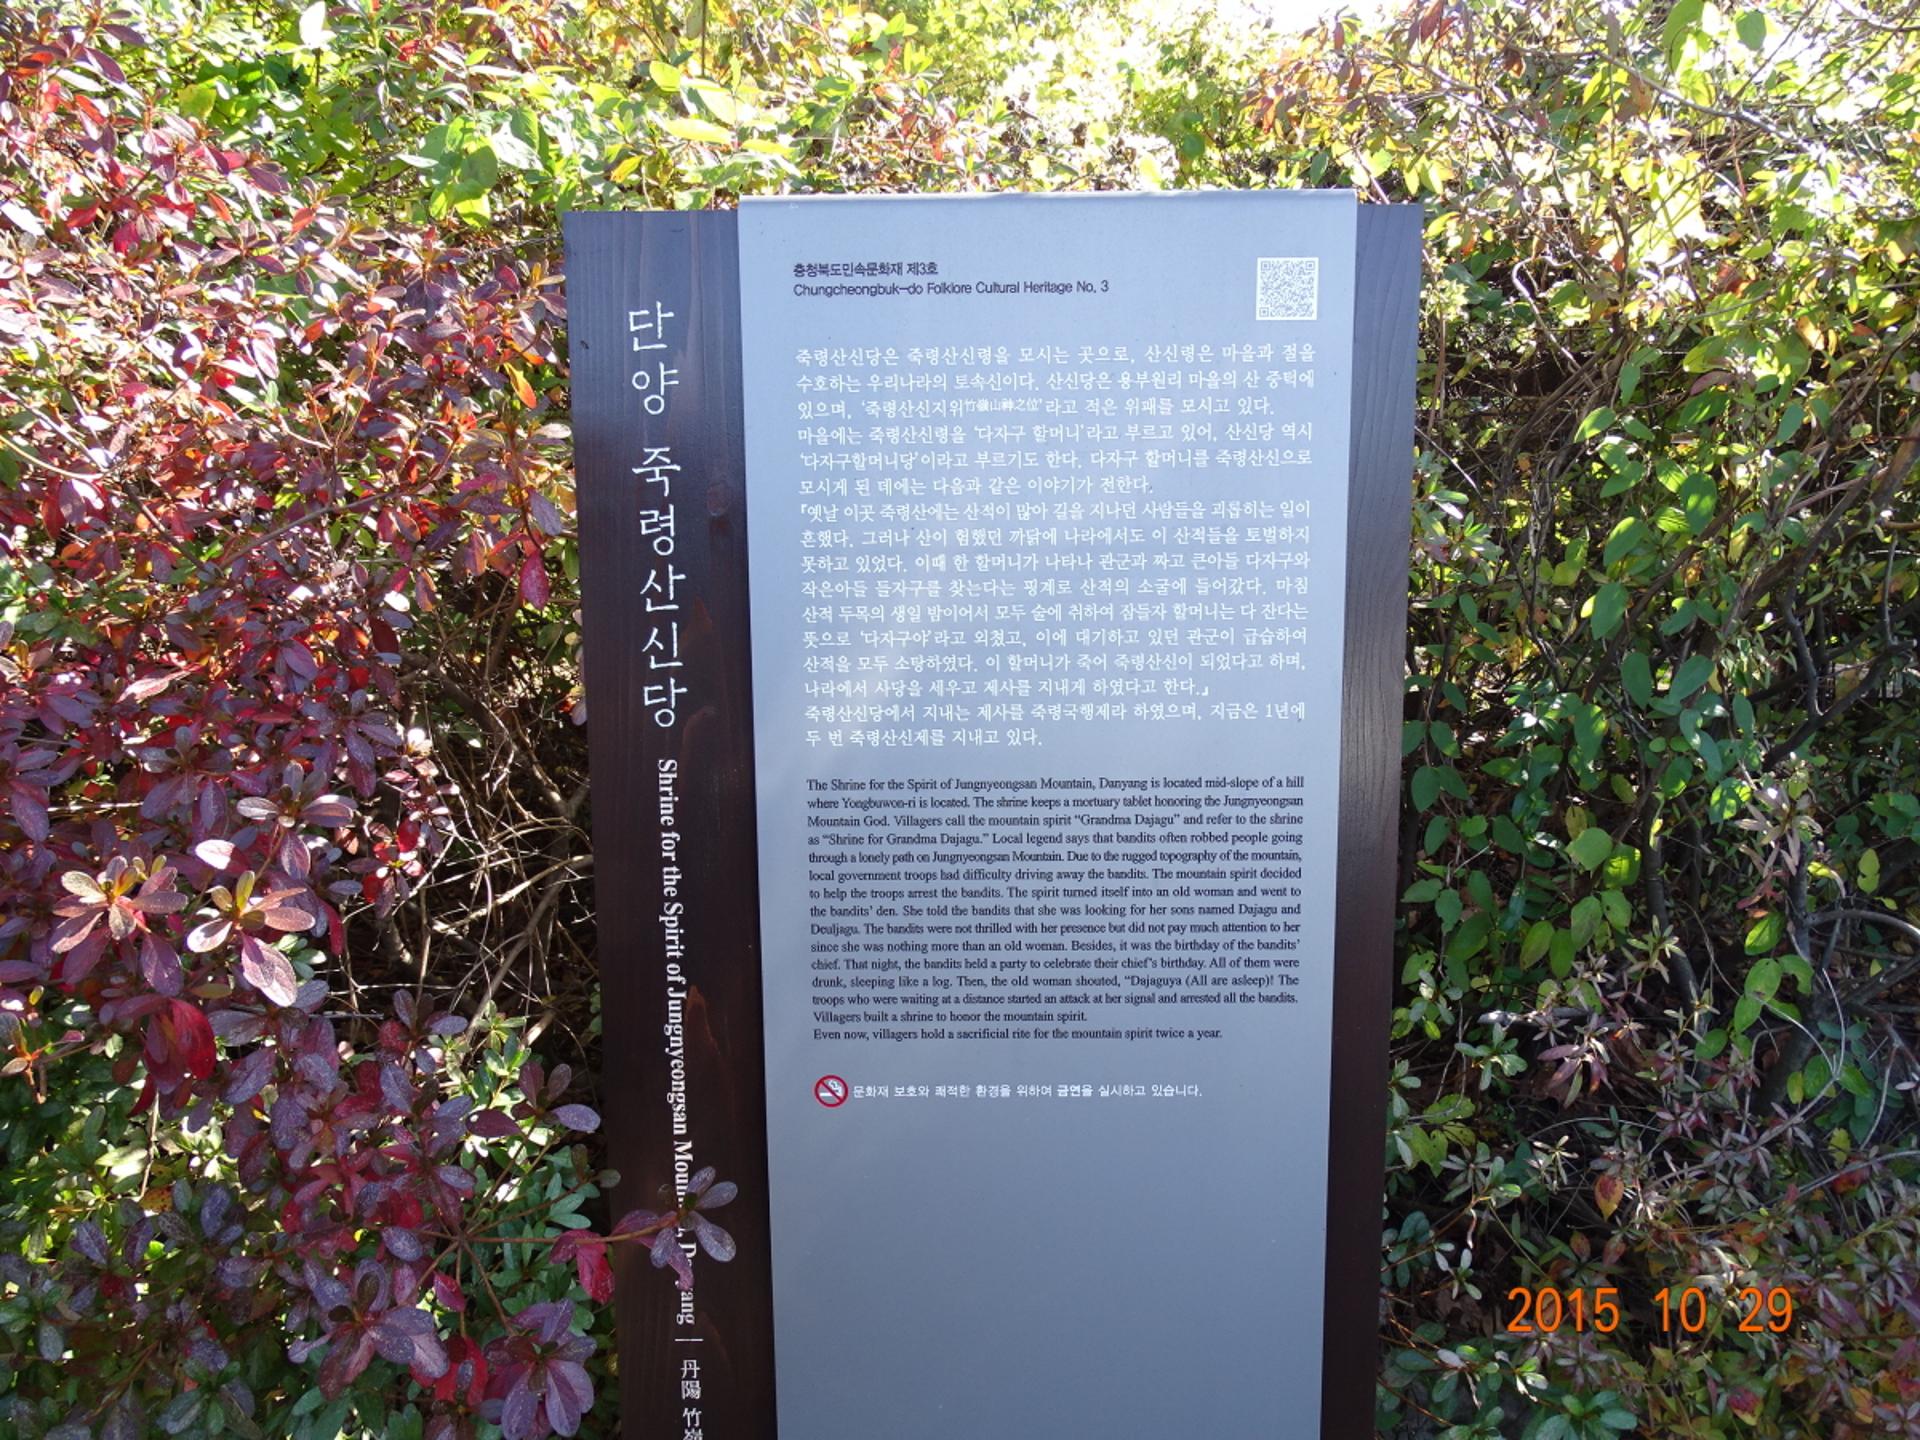 단양 죽령산신당
Shrine for the Spirit of Jungnyeongsan Mountain, Danyang | 丹陽 竹嶺
충청북도민속문화재 제3호
Chungcheongbuk-do Folklore Cultural Heritage No. 3
죽령산신당은 죽령산신령을 모시는 곳으로, 산신령은 마을과 절을
수호하는 우리나라의 토속신이다. 산신당은 용부원리 마을의 산 중턱에
있으며, ‘죽령산신지위竹嶺山神之位’라고 적은 위패를 모시고 있다.
마을에는 죽령산신령을 ‘다자구 할머니’라고 부르고 있어, 산신당 역시
‘다자구할머니당’이라고 부르기도 한다. 다자구 할머니를 죽령산신으로
모시게 된 데에는 다음과 같은 이야기가 전한다.
『옛날 이곳 죽령산에는 산적이 많아 길을 지나던 사람들을 괴롭히는 일이
흔했다. 그러나 산이 험했던 까닭에 나라에서도 이 산적들을 토벌하지
못하고 있었다. 이때 한 할머니가 나타나 관군과 짜고 큰아들 다자구와
작은아들 들자구를 찾는다는 핑계로 산적의 소굴에 들어갔다. 마침
산적 두목의 생일 밤이어서 모두 술에 취하여 잠들자 할머니는 다 잔다는
뜻으로 ‘다자구야’라고 외쳤고, 이에 대기하고 있던 관군이 급습하여
산적을 모두 소탕하였다. 이 할머니가 죽어 죽령산신이 되었다고 하며,
나라에서 사당을 세우고 제사를 지내게 하였다고 한다.』
죽령산신당에서 지내는 제사를 죽령국행제라 하였으며, 지금은 1년에
두 번 죽령산신제를 지내고 있다.
The Shrine for the Spirit of Jungnyeongsan Mountain, Danyang is located mid-slope of a hill
where Yongbuwon-ri is located. The shrine keeps a mortuary tablet honoring the Jungnyeongsan
Mountain God. Villagers call the mountain spirit “Grandma Dajagu” and refer to the shrine
as “Shrine for Grandma Dajagu.” Local legend says that bandits often robbed people going
through a lonely path on Jungnyeongsan Mountain. Due to the rugged topography of the mountain,
local government troops had difficulty driving away the bandits. The mountain spirit decided
to help the troops arrest the bandits. The spirit turned itself into an old woman and went to
the bandits’ den. She told the bandits that she was looking for her sons named Dajagu and
Deuljagu. The bandits were not thrilled with her presence but did not pay much attention to her
since she was nothing more than an old woman. Besides, it was the birthday of the bandits’
chief. That night, the bandits held a party to celebrate their chief’s birthday. All of them were
drunk, sleeping like a log. Then, the old woman shouted, “Dajaguya (All are asleep)! The
troops who were waiting at a distance started an attack at her signal and arrested all the bandits.
Villagers built a shrine to honor the mountain spirit.
Even now, villagers hold a sacrificial rite for the mountain spirit twice a year.
문화재 보호와 쾌적한 환경을 위하여 금연을 실시하고 있습니다.
2015 10 29